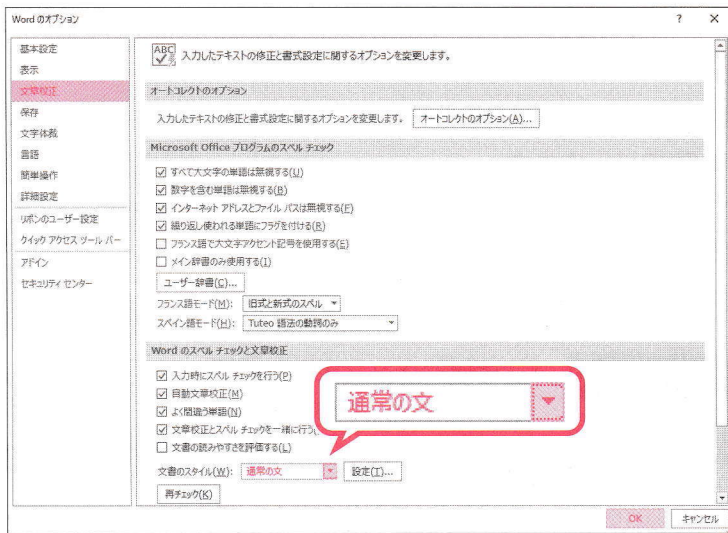 Word のオプション
? ×
基本設定
表示
文章校正
保存
文字体裁
言語
簡単操作
詳細設定
リボンのユーザー設定
クイック アクセス ツール バー
アドイン
セキュリティ センター
ABC 入力したテキストの修正と書式設定に関するオプションを変更します。
オートコレクトのオプション
入力したテキストの修正と書式設定に関するオプションを変更します。 オートコレクトのオプション(A)...
Microsoft Office プログラムのスペル チェック
すべて大文字の単語は無視する(U)
数字を含む単語は無視する(B)
インターネット アドレスとファイル パスは無視する(F)
繰り返し使われる単語にフラグを付ける(R)
フランス語で大文字アクセント記号を使用する(E)
メイン辞書のみ使用する(I)
ユーザー辞書(C)...
フランス語モード(M): 旧式と新式のスペル
スペイン語モード(H): Tuteo 語法の動詞のみ
Word のスペル チェックと文章校正
入力時にスペル チェックを行う(P)
自動文章校正(M)
よく間違う単語(N)
文章校正とスペル チェックを一緒に行う(
文書の読みやすさを評価する(L)
通常の文
文書のスタイル(W): 通常の文 設定(T)...
再チェック(K)
OK キャンセル